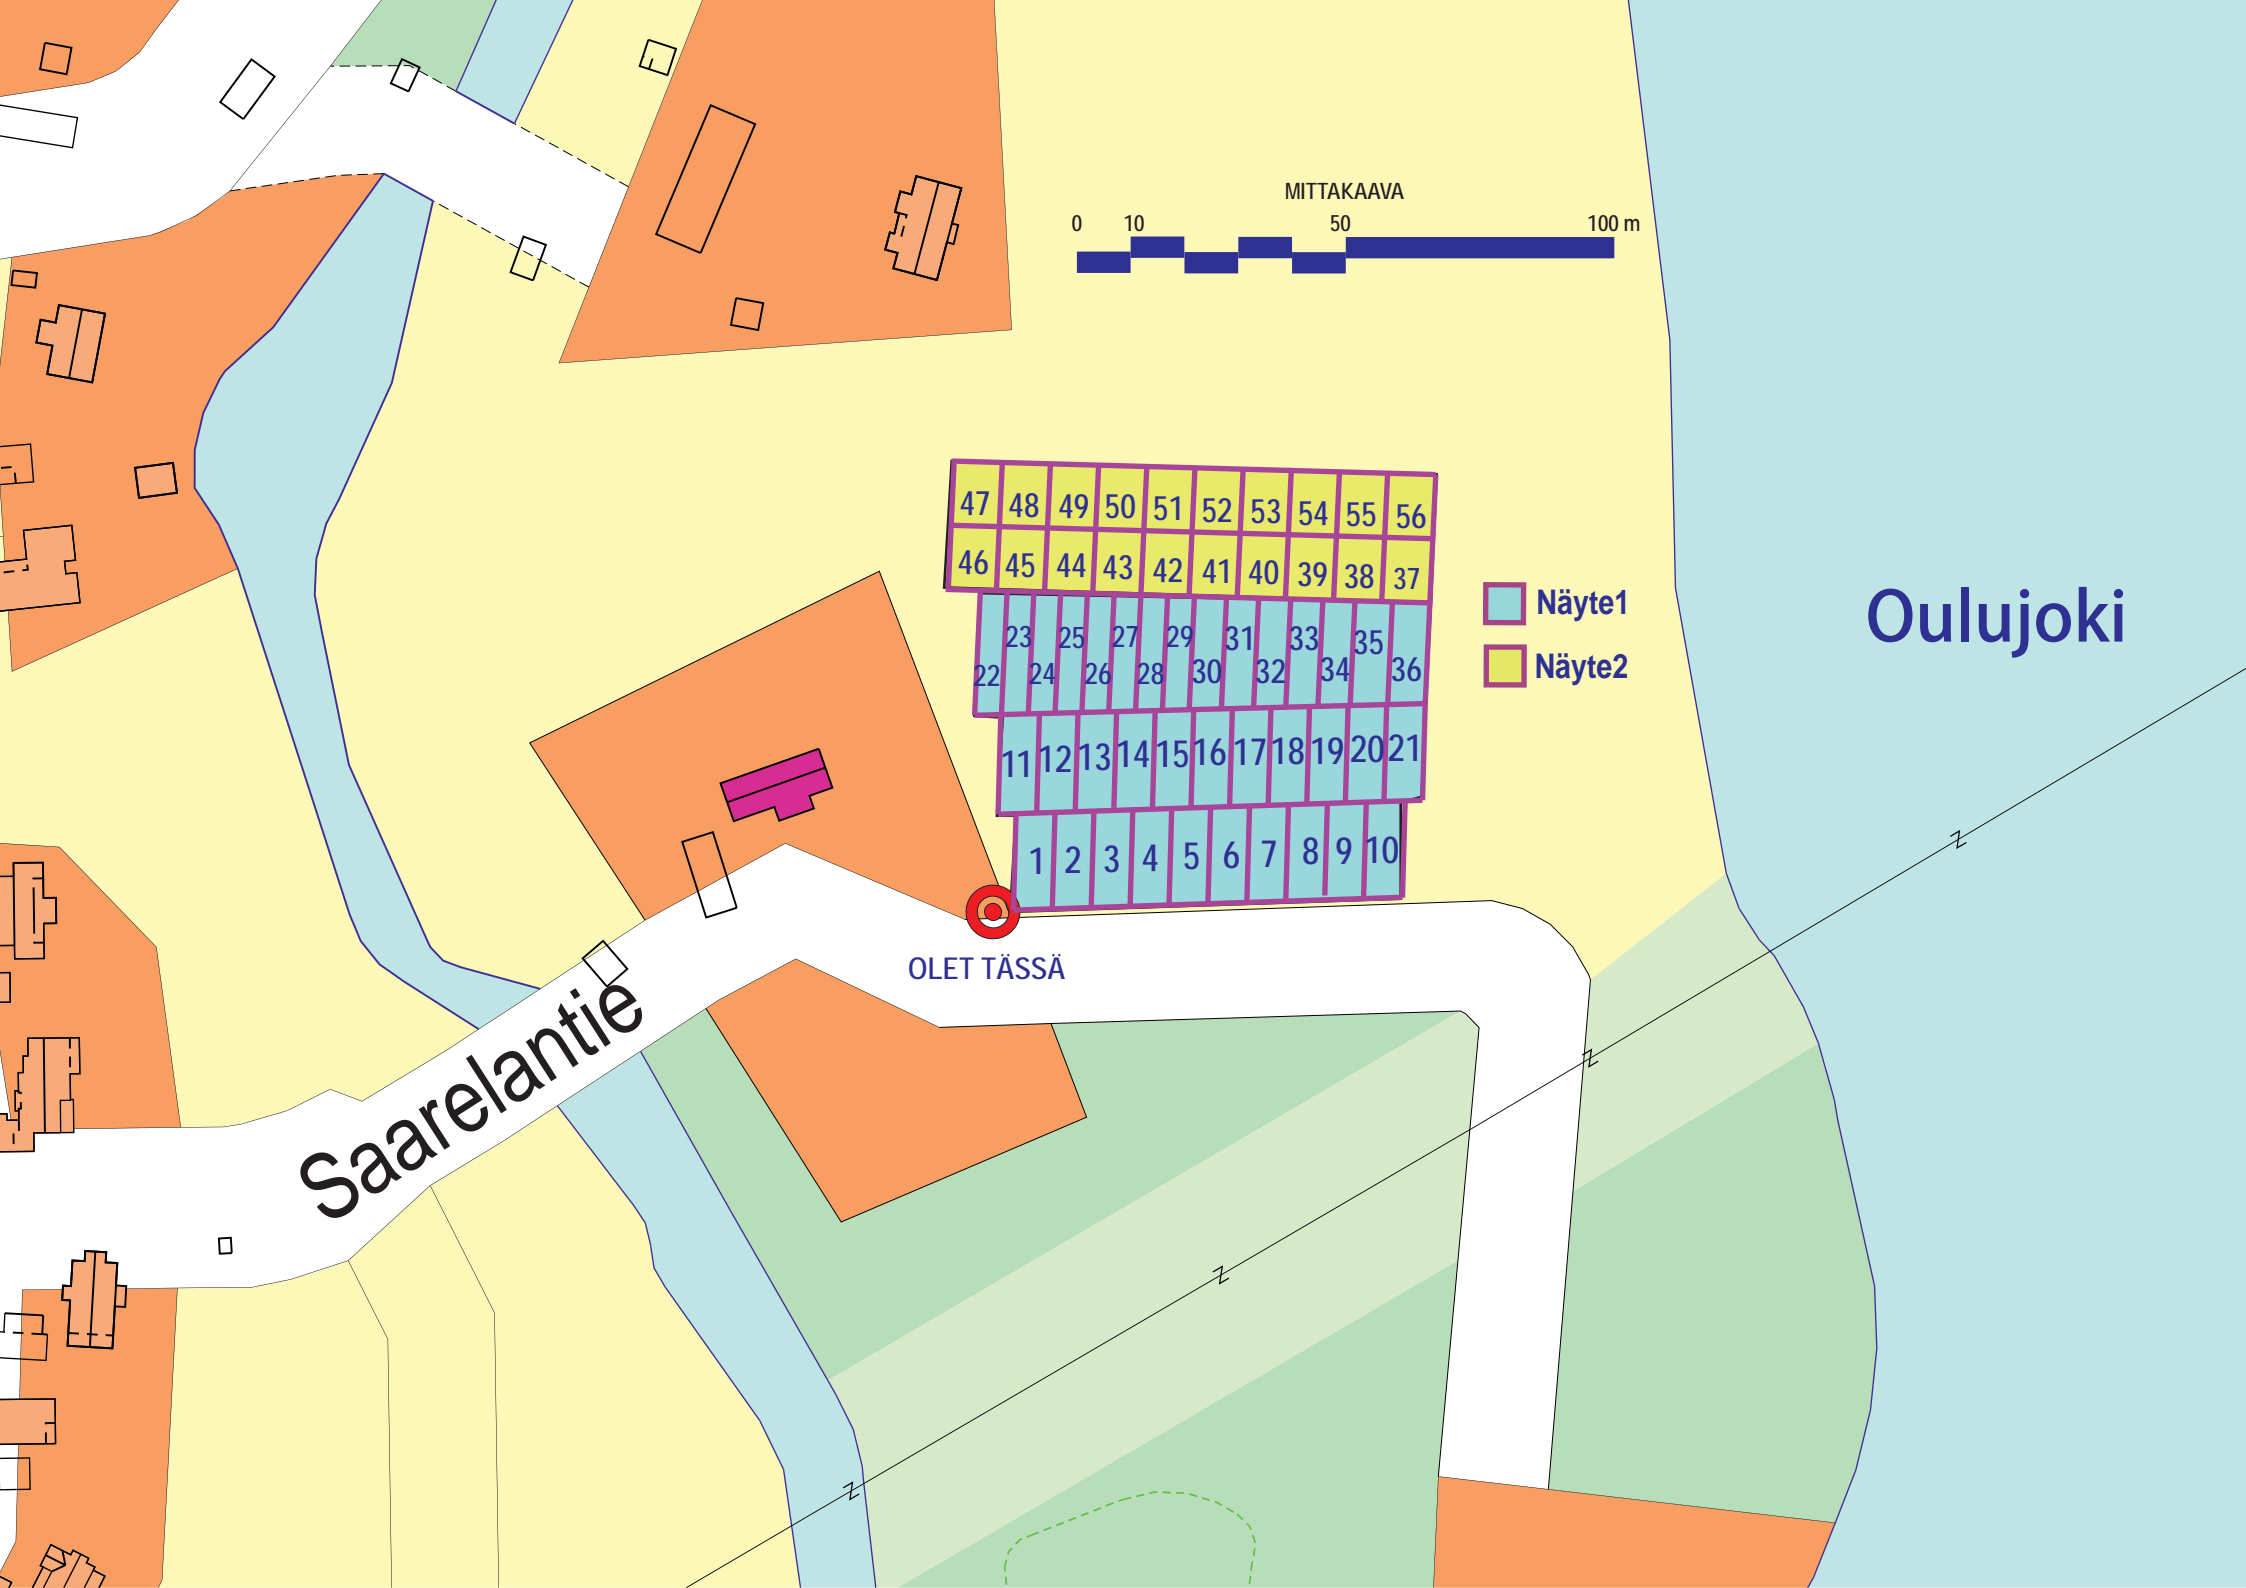 MITTAKAAVA
0 10 50 100 m
47 48 49 50 51 52 53 54 55 56
46 45 44 43 42 41 40 39 38 37
Näyte1
Näyte2
Oulujoki
22 23 24 25 26 27 28 29 30 31 32 33 34 35 36
11 12 13 14 15 16 17 18 19 20 21
1 2 3 4 5 6 7 8 9 10
OLET TÄSSÄ
Saarelantie